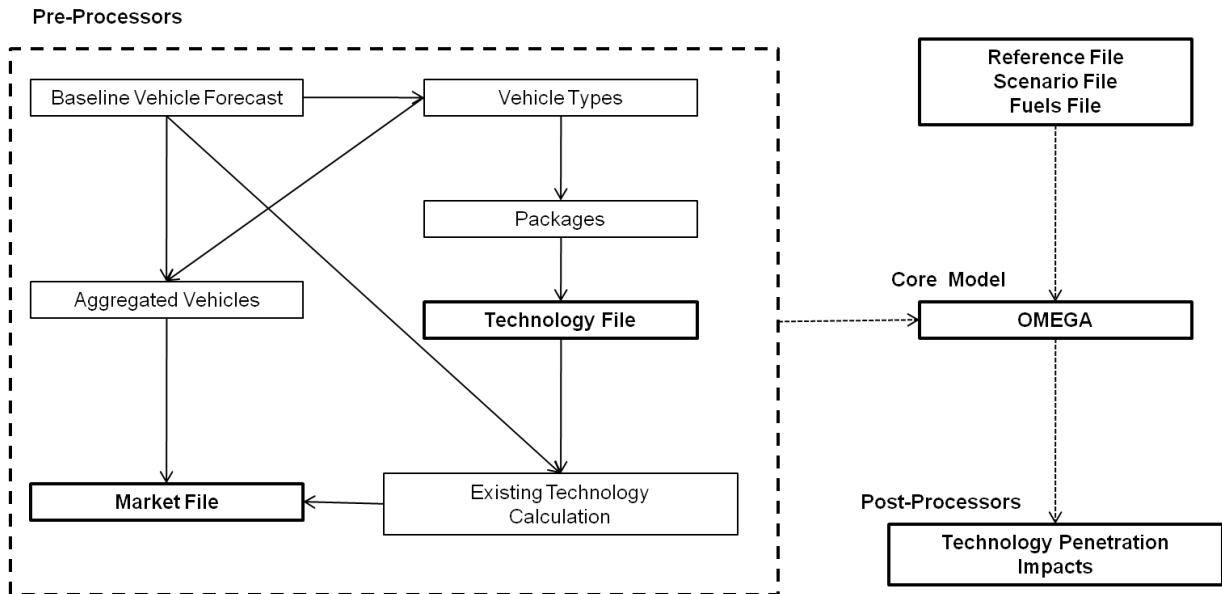 Pre-Processors
Baseline Vehicle Forecast
Vehicle Types
Packages
Aggregated Vehicles
Technology File
Market File
Existing Technology
Calculation
Reference File
Scenario File
Fuels File
Core Model
OMEGA
Post-Processors
Technology Penetration
Impacts